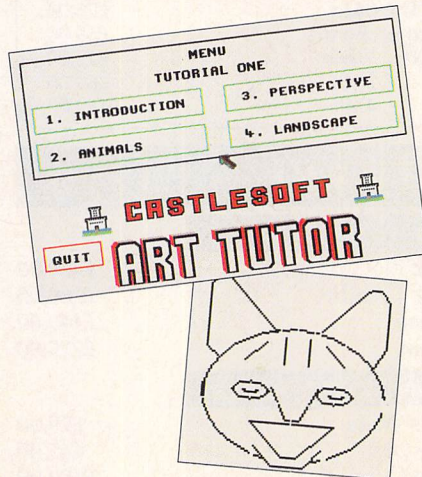 MENU
TUTORIAL ONE
1. INTRODUCTION
3. PERSPECTIVE
2. ANIMALS
4. LANDSCAPE
CASTLESOFT
QUIT
ART TUTOR